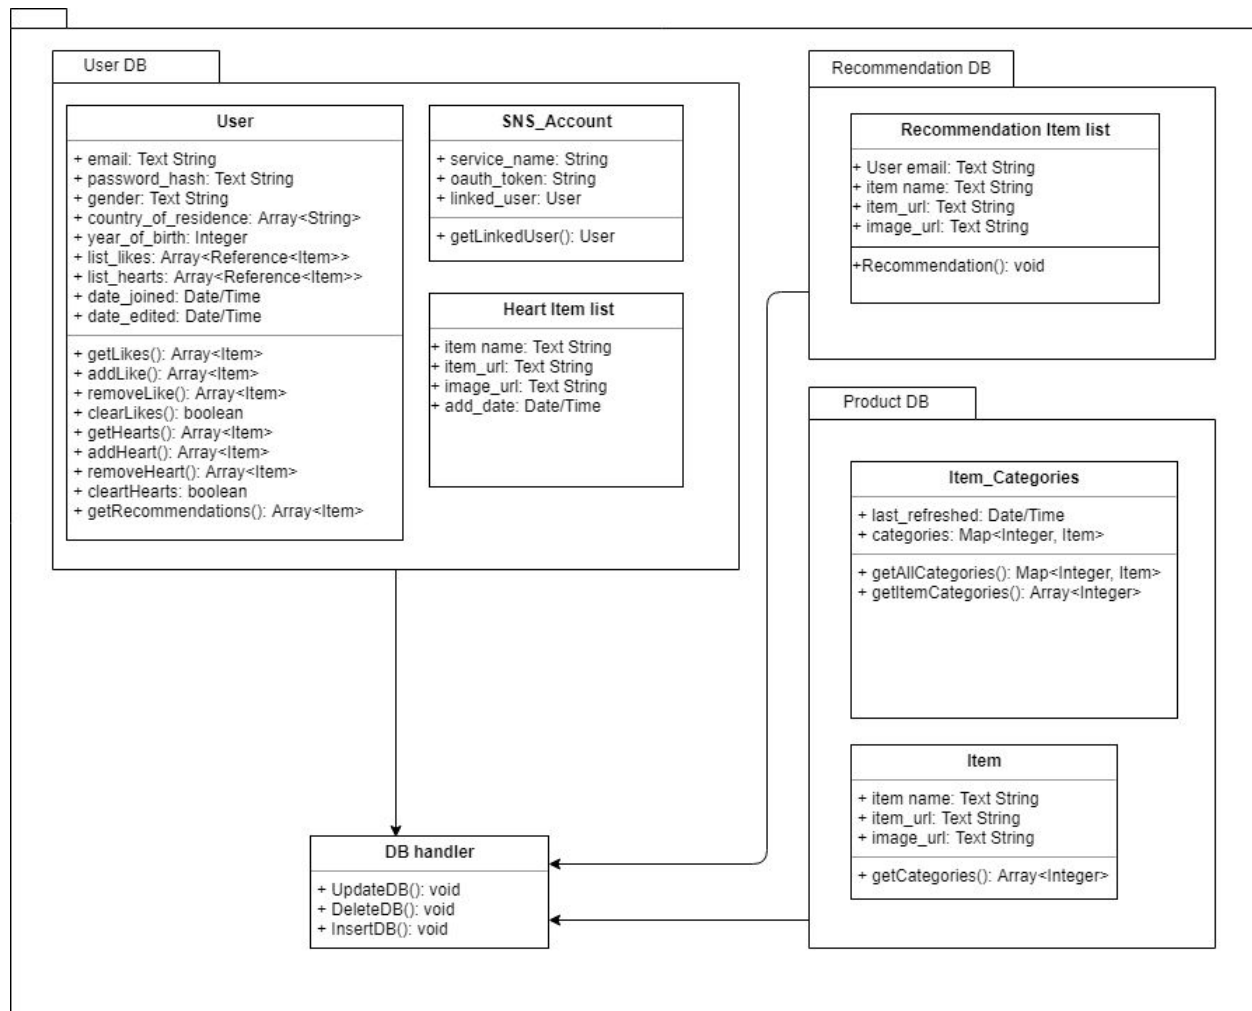 User DB
User
+ email: Text String
+ password_hash: Text String
+ gender: Text String
+ country_of_residence: Array<String>
+ year_of_birth: Integer
+ list_likes: Array<Reference<Item>>
+ list_hearts: Array<Reference<Item>>
+ date_joined: Date/Time
+ date_edited: Date/Time
+ getLikes(): Array<Item>
+ addLike(): Array<Item>
+ removeLike(): Array<Item>
+ clearLikes(): boolean
+ getHearts(): Array<Item>
+ addHeart(): Array<Item>
+ removeHeart(): Array<Item>
+ cleartHearts: boolean
+ getRecommendations(): Array<Item>
SNS_Account
+ service_name: String
+ oauth_token: String
+ linked_user: User
+ getLinkedUser(): User
Heart Item list
+ item name: Text String
+ item_url: Text String
+ image_url: Text String
+ add_date: Date/Time
Recommendation DB
Recommendation Item list
+ User email: Text String
+ item name: Text String
+ item_url: Text String
+ image_url: Text String
+Recommendation(): void
Product DB
Item_Categories
+ last_refreshed: Date/Time
+ categories: Map<Integer, Item>
+ getAllCategories(): Map<Integer, Item>
+ getItemCategories(): Array<Integer>
Item
+ item name: Text String
+ item_url: Text String
+ image_url: Text String
+ getCategories(): Array<Integer>
DB handler
+ UpdateDB(): void
+ DeleteDB(): void
+ InsertDB(): void